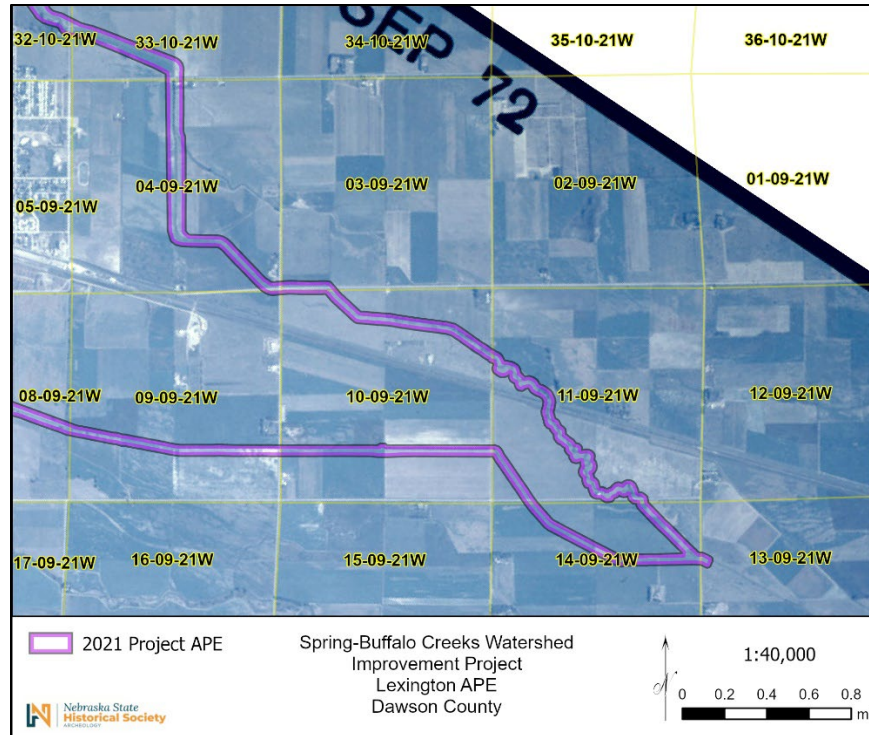 SEP 72
32-10-21W
33-10-21W
34-10-21W
35-10-21W
36-10-21W
05-09-21W
04-09-21W
03-09-21W
02-09-21W
01-09-21W
08-09-21W
09-09-21W
10-09-21W
11-09-21W
12-09-21W
17-09-21W
16-09-21W
15-09-21W
14-09-21W
13-09-21W
2021 Project APE
Spring-Buffalo Creeks Watershed
Improvement Project
Lexington APE
Dawson County
N
1:40,000
0 0.2 0.4 0.6 0.8
m
Nebraska State
Historical Society
ARCHEOLOGY